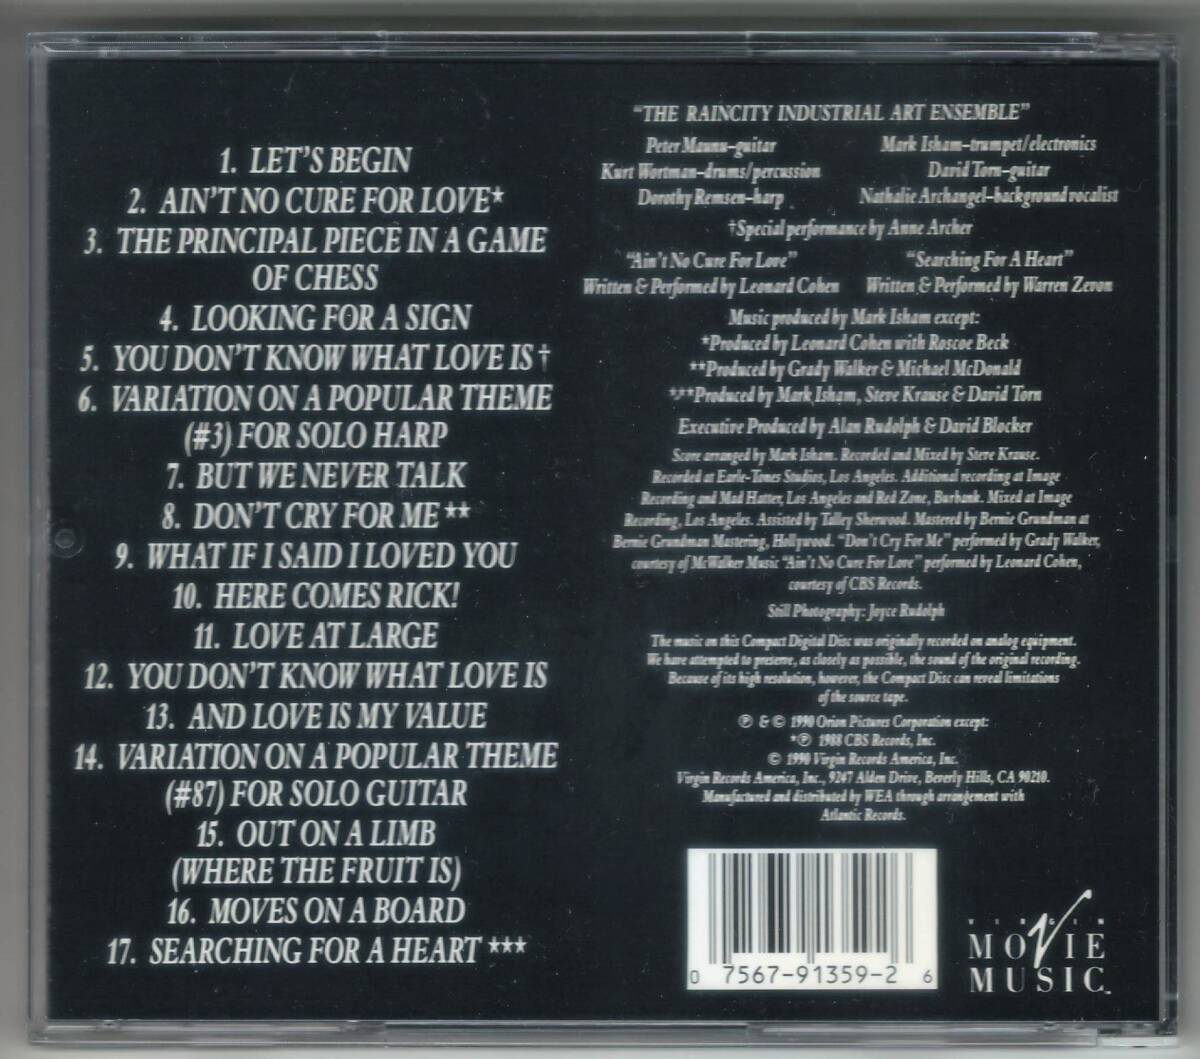 1. LET'S BEGIN
2. AIN'T NO CURE FOR LOVE*
3. THE PRINCIPAL PIECE IN A GAME
OF CHESS
4. LOOKING FOR A SIGN
5. YOU DON'T KNOW WHAT LOVE IS †
6. VARIATION ON A POPULAR THEME
(#3) FOR SOLO HARP
7. BUT WE NEVER TALK
8. DON'T CRY FOR ME**
9. WHAT IF I SAID I LOVED YOU
10. HERE COMES RICK!
11. LOVE AT LARGE
12. YOU DON'T KNOW WHAT LOVE IS
13. AND LOVE IS MY VALUE
14. VARIATION ON A POPULAR THEME
(#87) FOR SOLO GUITAR
15. OUT ON A LIMB
(WHERE THE FRUIT IS)
16. MOVES ON A BOARD
17. SEARCHING FOR A HEART ***
"THE RAINCITY INDUSTRIAL ART ENSEMBLE"
Peter Maunu-guitar Mark Isham-trumpet/electronics
Kurt Wortman-drums/percussion David Torn-guitar
Dorothy Remsen-harp Nathalie Archangel-background vocalist
†Special performance by Anne Archer
"Ain't No Cure For Love" "Searching For A Heart"
Written & Performed by Leonard Cohen Written & Performed by Warren Zevon
Music produced by Mark Isham except:
*Produced by Leonard Cohen with Roscoe Beck
**Produced by Grady Walker & Michael McDonald
***Produced by Mark Isham, Steve Krause & David Torn
Executive Produced by Alan Rudolph & David Blocker
Score arranged by Mark Isham. Recorded and Mixed by Steve Krause.
Recorded at Earle-Tones Studios, Los Angeles. Additional recording at Image
Recording and Mad Hatter, Los Angeles and Red Zone, Burbank. Mixed at Image
Recording, Los Angeles. Assisted by Talley Sherwood. Mastered by Bernie Grundman at
Bernie Grundman Mastering, Hollywood. "Don't Cry For Me" performed by Grady Walker,
courtesy of McWalker Music "Ain't No Cure For Love" performed by Leonard Cohen,
courtesy of CBS Records.
Still Photography: Joyce Rudolph
The music on this Compact Digital Disc was originally recorded on analog equipment.
We have attempted to preserve, as closely as possible, the sound of the original recording.
Because of its high resolution, however, the Compact Disc can reveal limitations
of the source tape.
℗ & © 1990 Orion Pictures Corporation except:
*℗ 1988 CBS Records, Inc.
© 1990 Virgin Records America, Inc.
Virgin Records America, Inc., 9247 Alden Drive, Beverly Hills, CA 90210.
Manufactured and distributed by WEA through arrangement with
Atlantic Records.
0 7567-91359-2 6
VIRGIN
MOVIE
MUSIC™